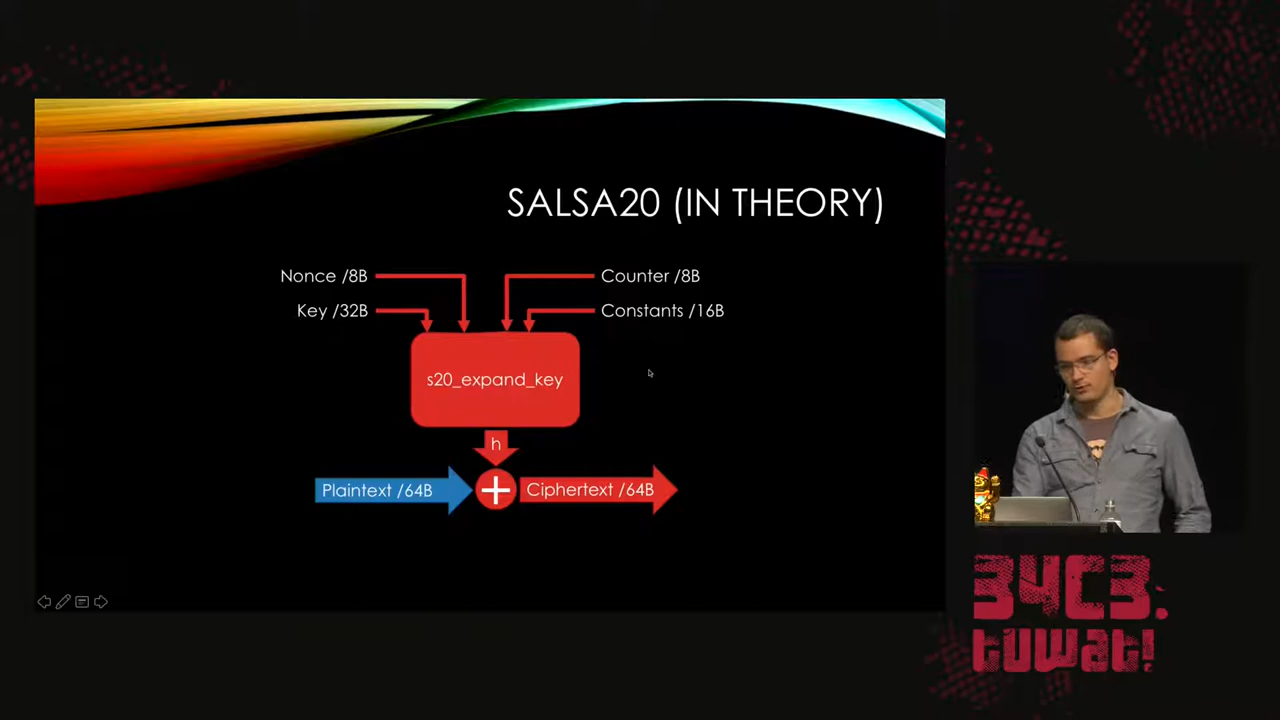 SALSA20 (IN THEORY)
Nonce /8B
Counter /8B
Key /32B
Constants /16B
s20_expand_key
h
Plaintext /64B
Ciphertext /64B
34C3.
tuwat!